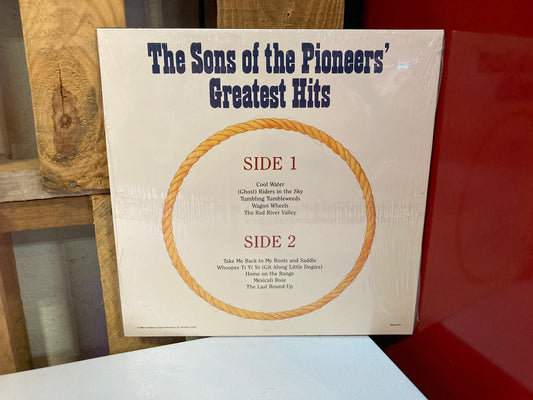 The Sons of the Pioneers'
Greatest Hits
SIDE 1
Cool Water
(Ghost) Riders in the Sky
Tumbling Tumbleweeds
Wagon Wheels
The Red River Valley
SIDE 2
Take Me Back to My Boots and Saddle
Whoopee Ti Yi Yo (Git Along Little Dogies)
Home on the Range
Mexicali Rose
The Last Round-Up